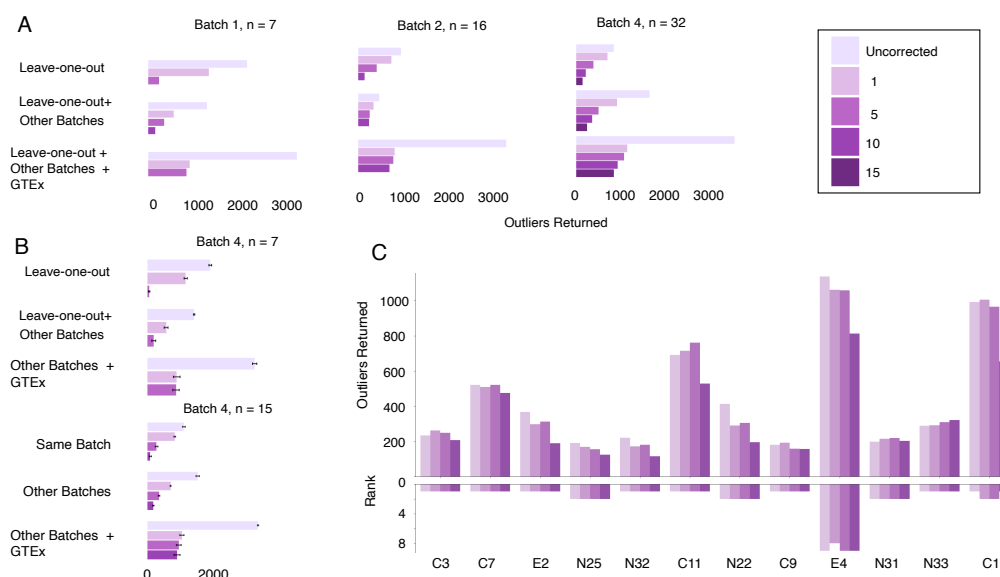 A
Batch 1, n = 7
Batch 2, n = 16
Batch 4, n = 32
Leave-one-out
Leave-one-out+
Other Batches
Leave-one-out +
Other Batches +
GTEx
0 1000 2000 3000
0 1000 2000 3000
0 1000 2000 3000
Outliers Returned
Uncorrected
1
5
10
15
B
Batch 4, n = 7
Leave-one-out
Leave-one-out+
Other Batches
Other Batches +
GTEx
Batch 4, n = 15
Same Batch
Other Batches
Other Batches +
GTEx
0 2000
C
Outliers Returned
1000
800
600
400
200
0
Rank
4
8
C3 C7 E2 N25 N32 C11 N22 C9 E4 N31 N33 C1